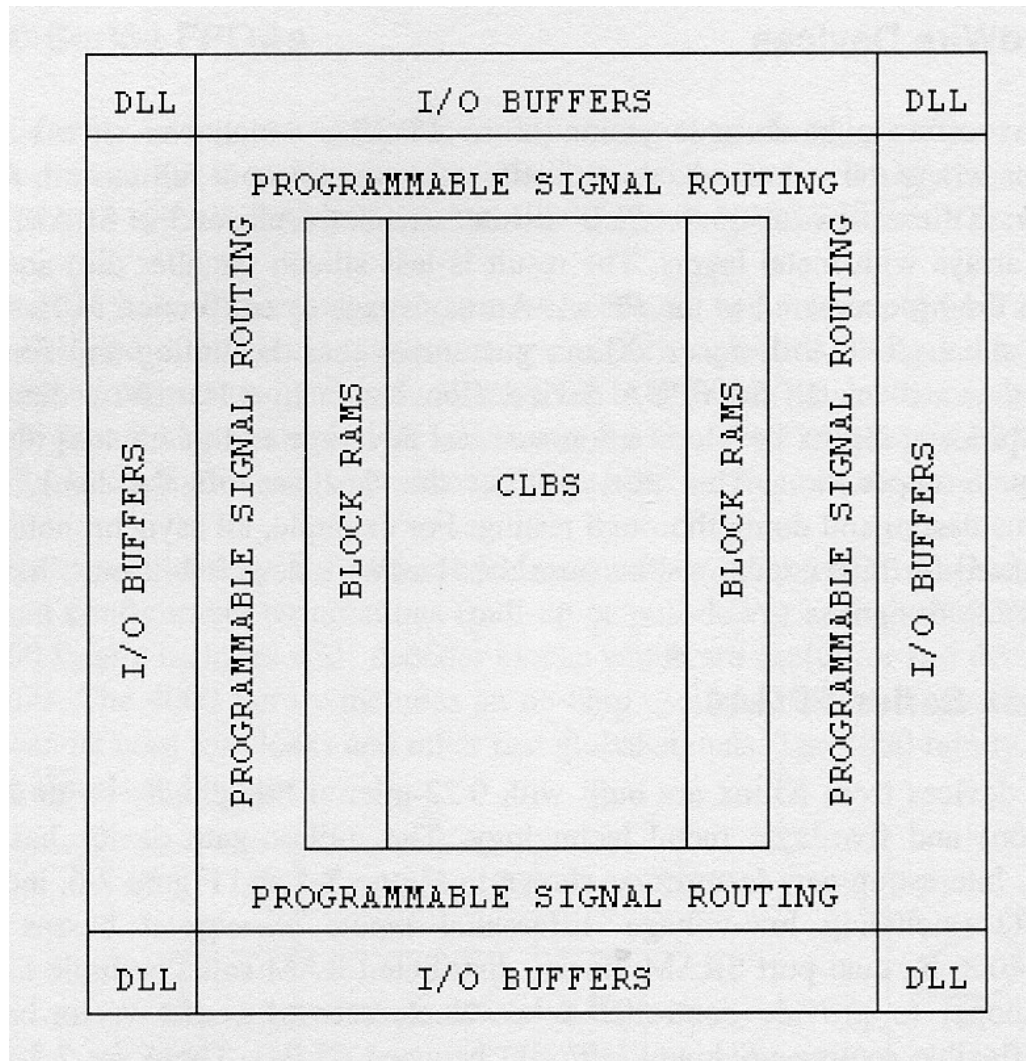 DLL
I/O BUFFERS
DLL
PROGRAMMABLE SIGNAL ROUTING
I/O BUFFERS
PROGRAMMABLE SIGNAL ROUTING
BLOCK RAMS
CLBS
BLOCK RAMS
PROGRAMMABLE SIGNAL ROUTING
I/O BUFFERS
PROGRAMMABLE SIGNAL ROUTING
DLL
I/O BUFFERS
DLL